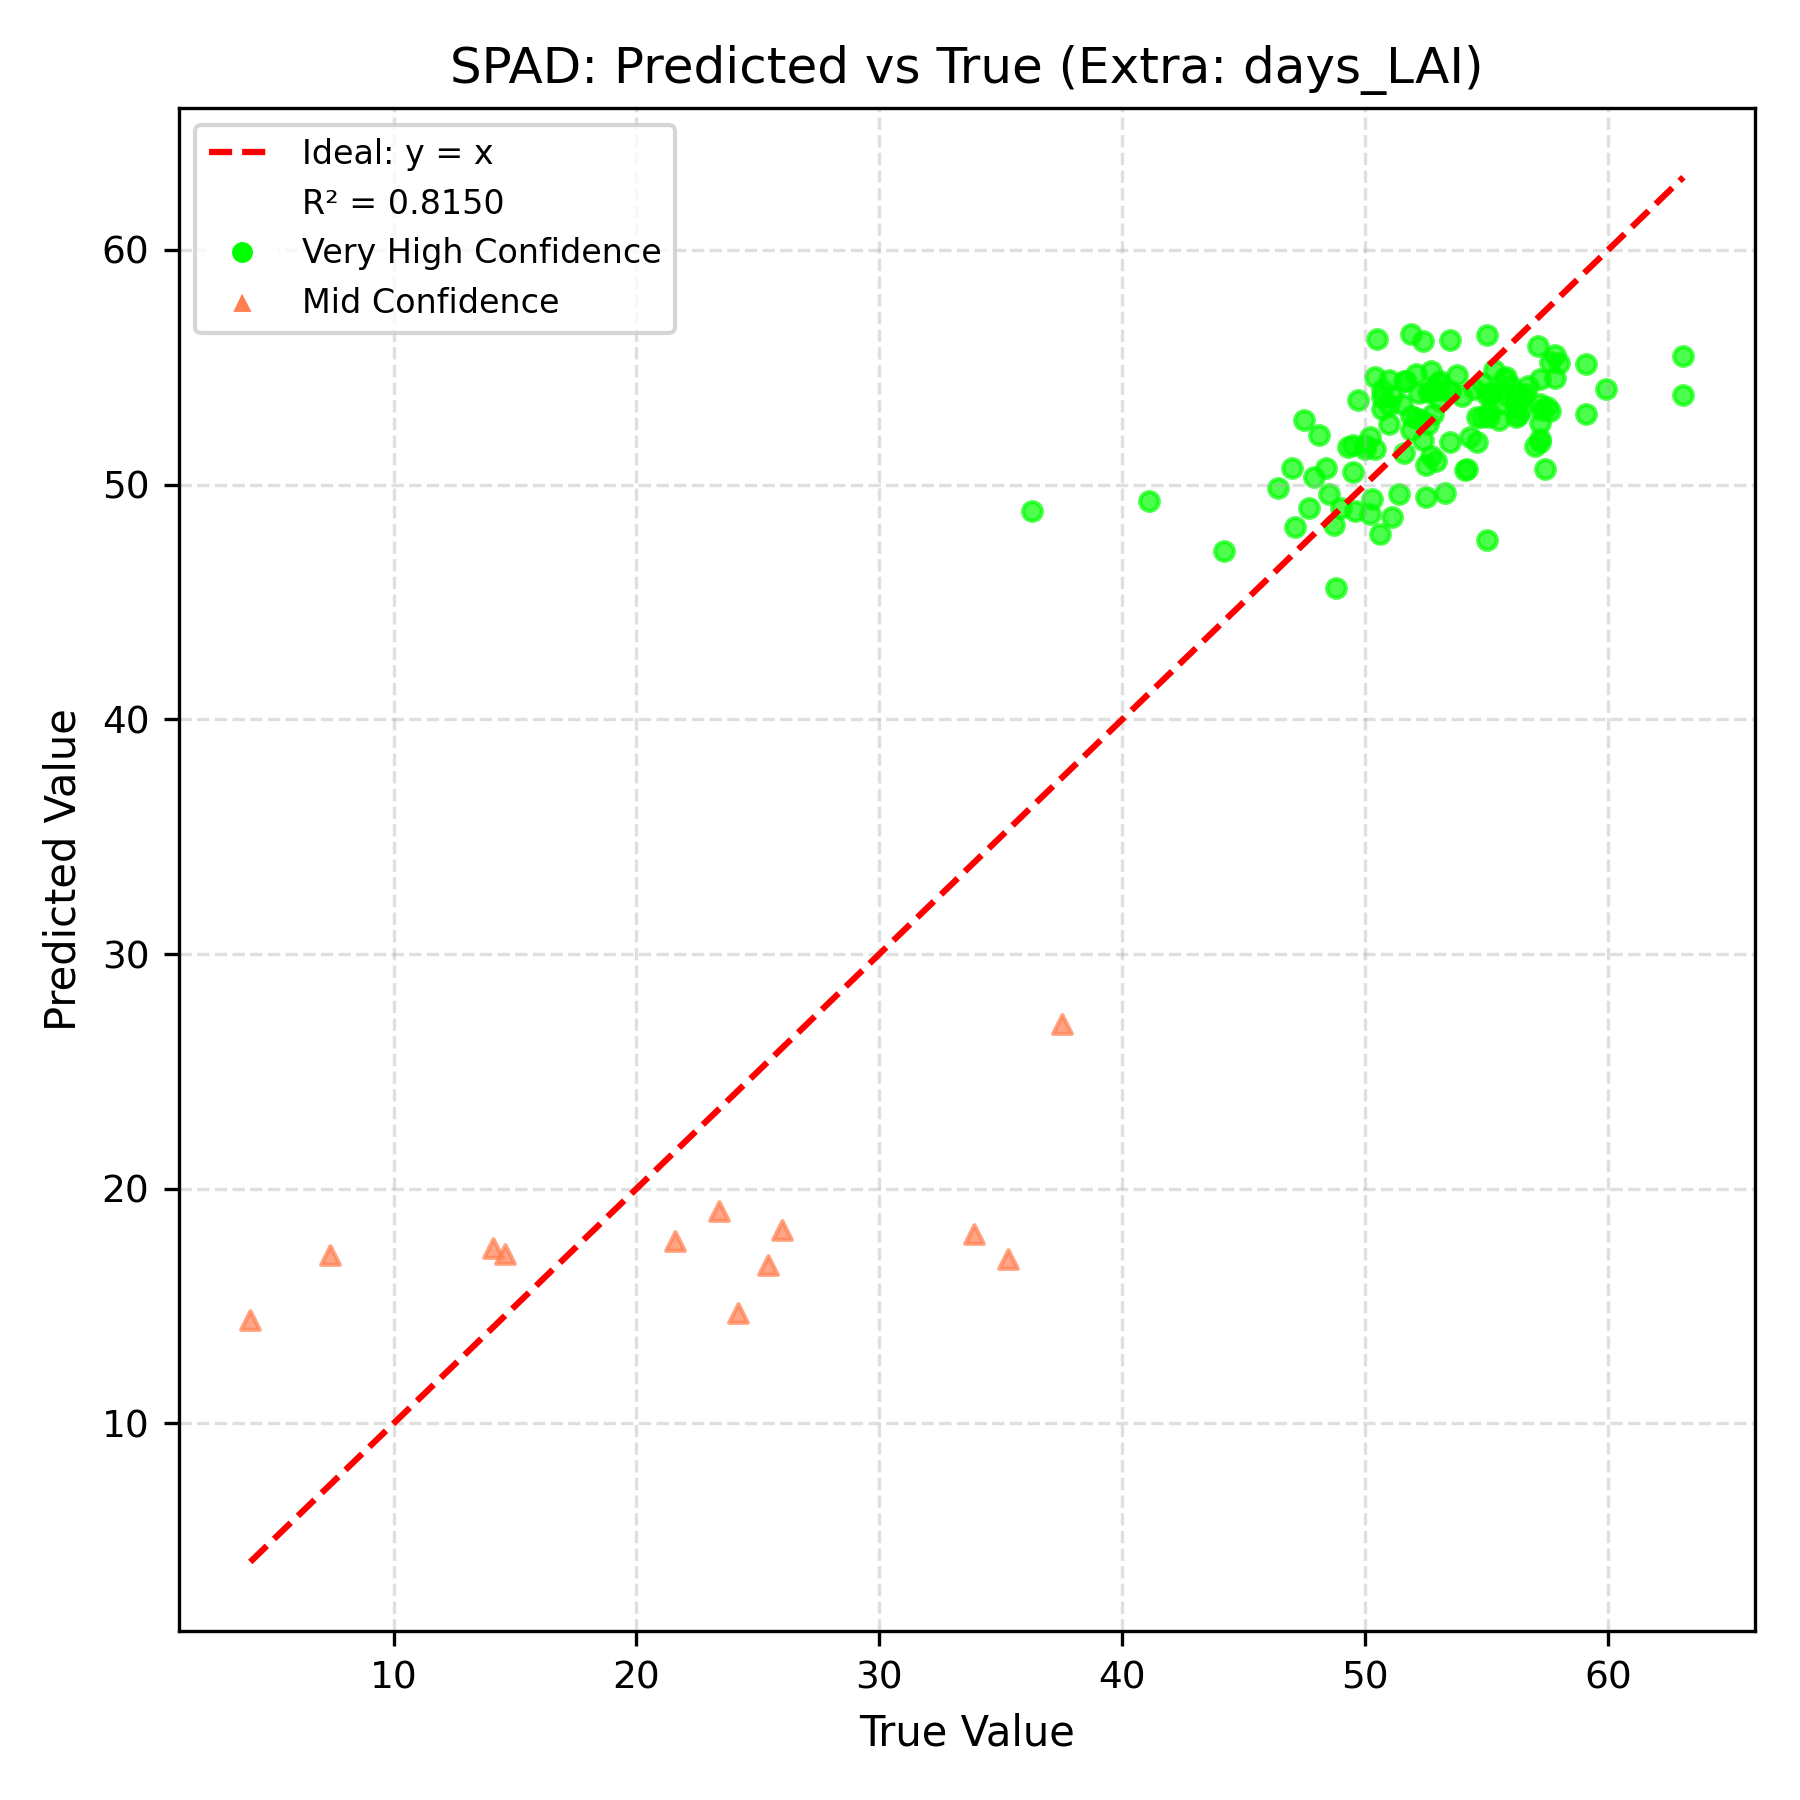 SPAD: Predicted vs True (Extra: days_LAI)
Ideal: y = x
R² = 0.8150
Very High Confidence
Mid Confidence
60
50
40
30
20
10
Predicted Value
10 20 30 40 50 60
True Value